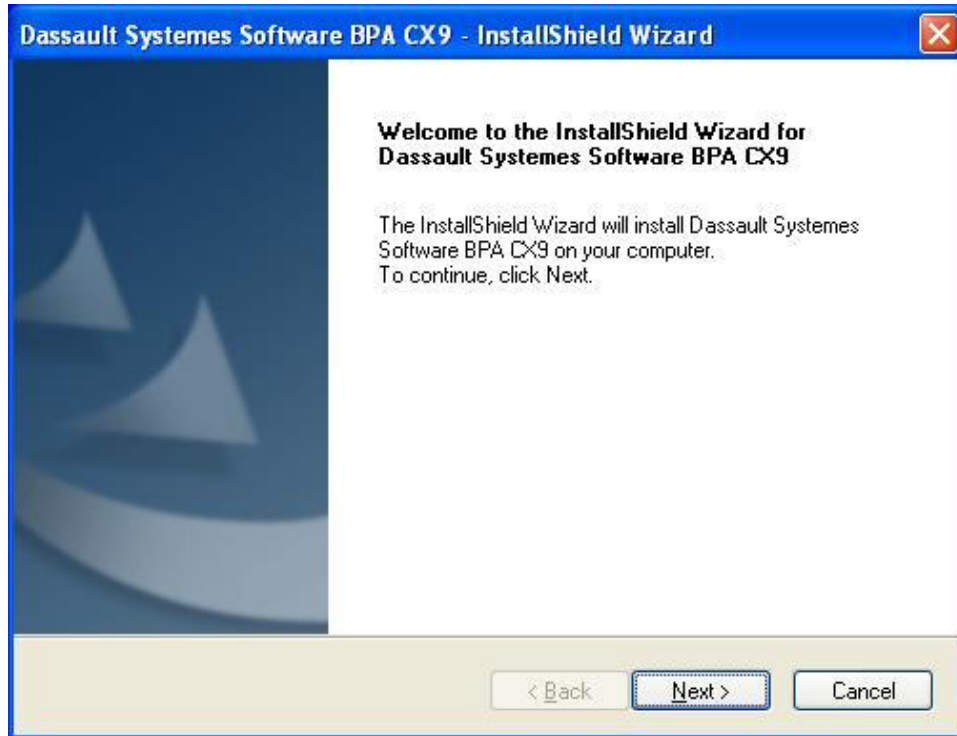 Dassault Systemes Software BPA CX9 - InstallShield Wizard
Welcome to the InstallShield Wizard for
Dassault Systemes Software BPA CX9
The InstallShield Wizard will install Dassault Systemes
Software BPA CX9 on your computer.
To continue, click Next.
< Back Next > Cancel